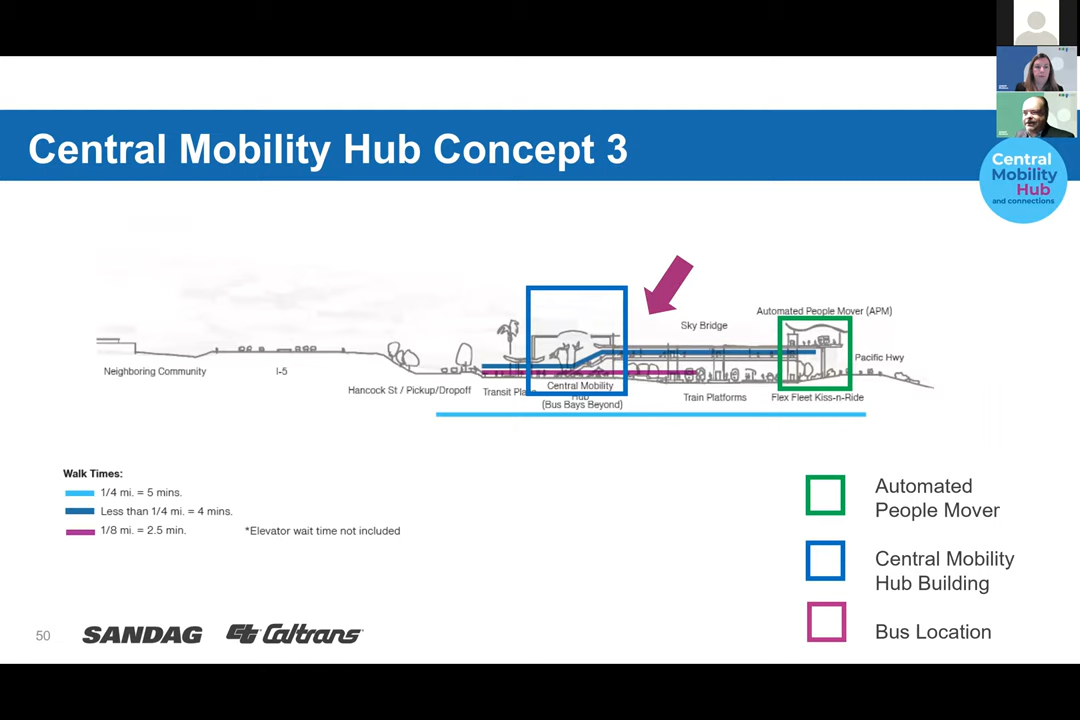 Central Mobility Hub Concept 3
Central
Mobility
Hub
and connections
Automated People Mover (APM)
Sky Bridge
Pacific Hwy
Neighboring Community
I-5
Hancock St / Pickup/Dropoff
Transit Pla
Central Mobility
Hub
(Bus Bays Beyond)
Train Platforms
Flex Fleet Kiss-n-Ride
Walk Times:
1/4 mi. = 5 mins.
Less than 1/4 mi. = 4 mins.
1/8 mi. = 2.5 min.
*Elevator wait time not included
Automated
People Mover
Central Mobility
Hub Building
Bus Location
50
SANDAG
Ct Caltrans